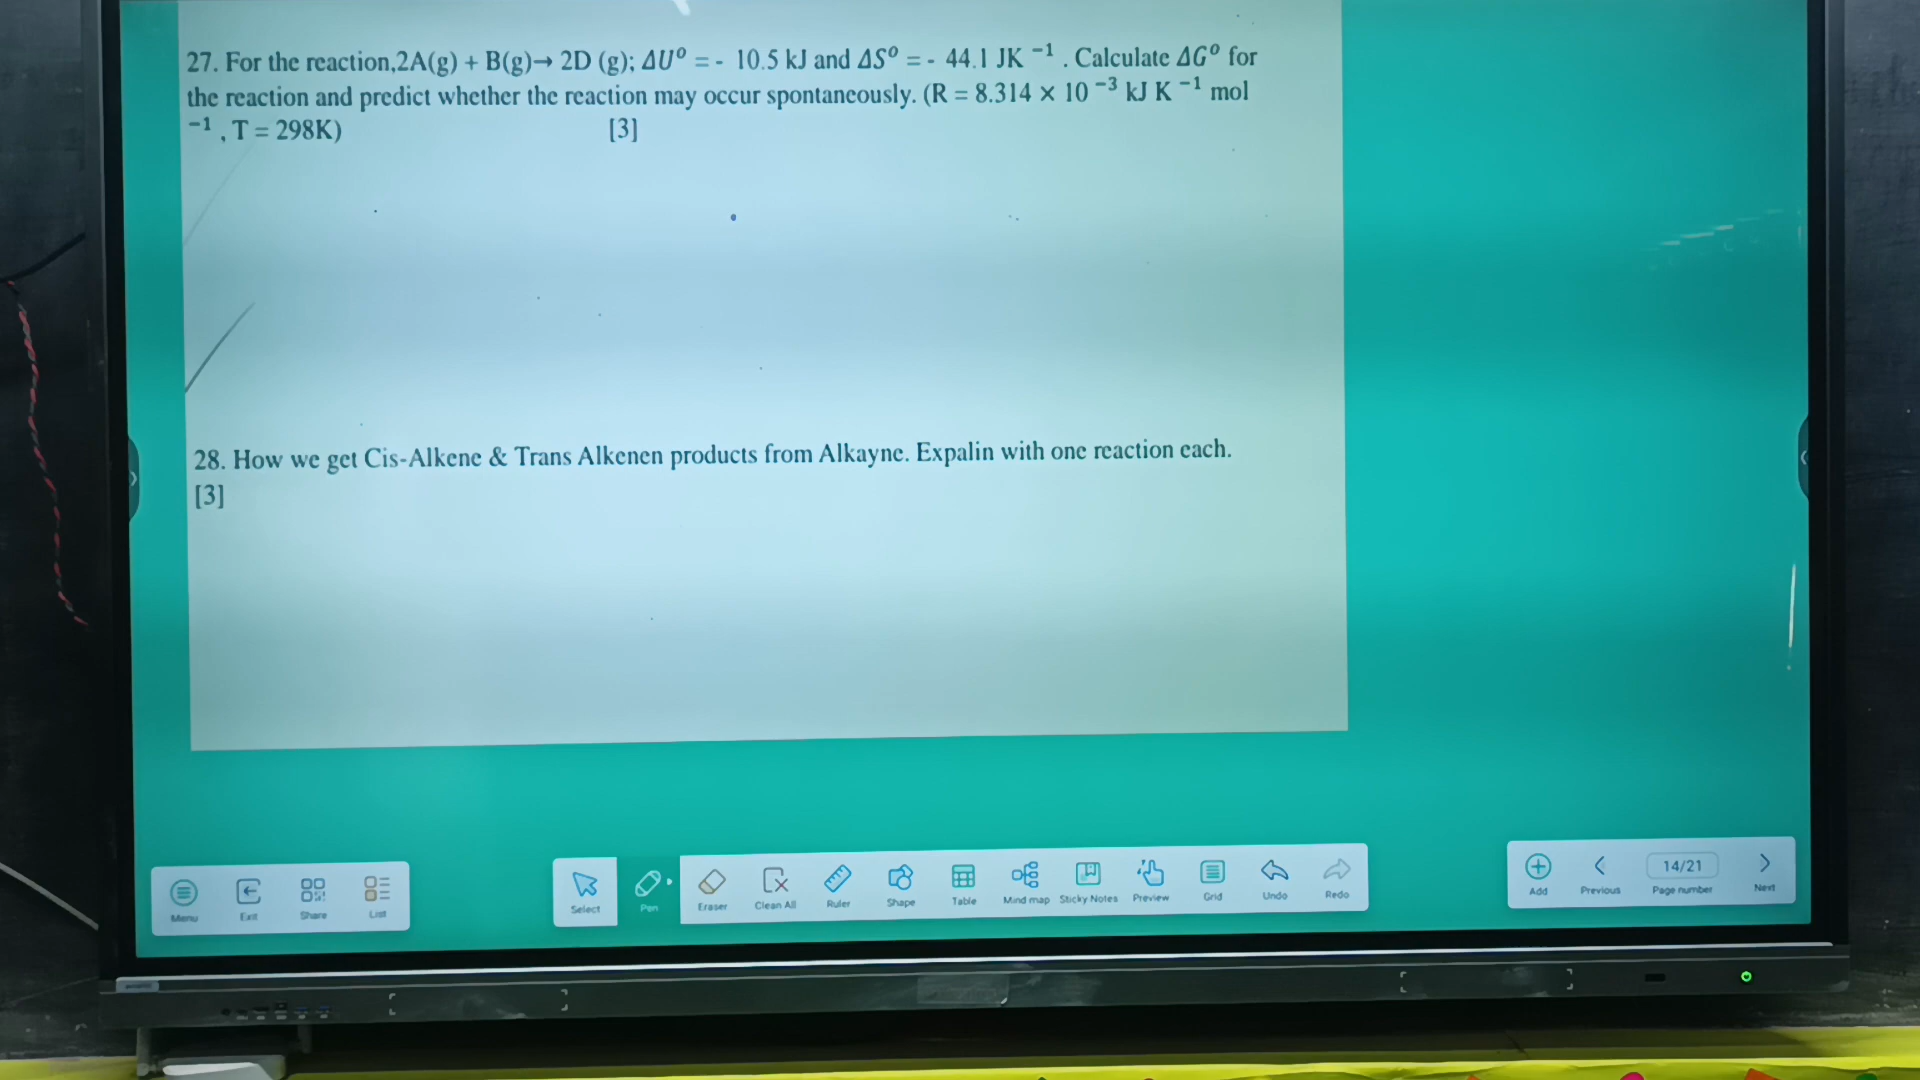 27. For the reaction,2A(g) + B(g)→ 2D (g); ΔU⁰ = - 10.5 kJ and ΔS⁰ = - 44.1 JK ⁻¹ . Calculate ΔG⁰ for
the reaction and predict whether the reaction may occur spontaneously. (R = 8.314 × 10 ⁻³ kJ K ⁻¹ mol
⁻¹ , T = 298K) [3]
28. How we get Cis-Alkene & Trans Alkenen products from Alkayne. Expalin with one reaction each.
[3]
Menu Exit Share List Select Pen Eraser Clean All Ruler Shape Table Mind map Sticky Notes Preview Grid Undo Redo Add Previous 14/21 Page number Next